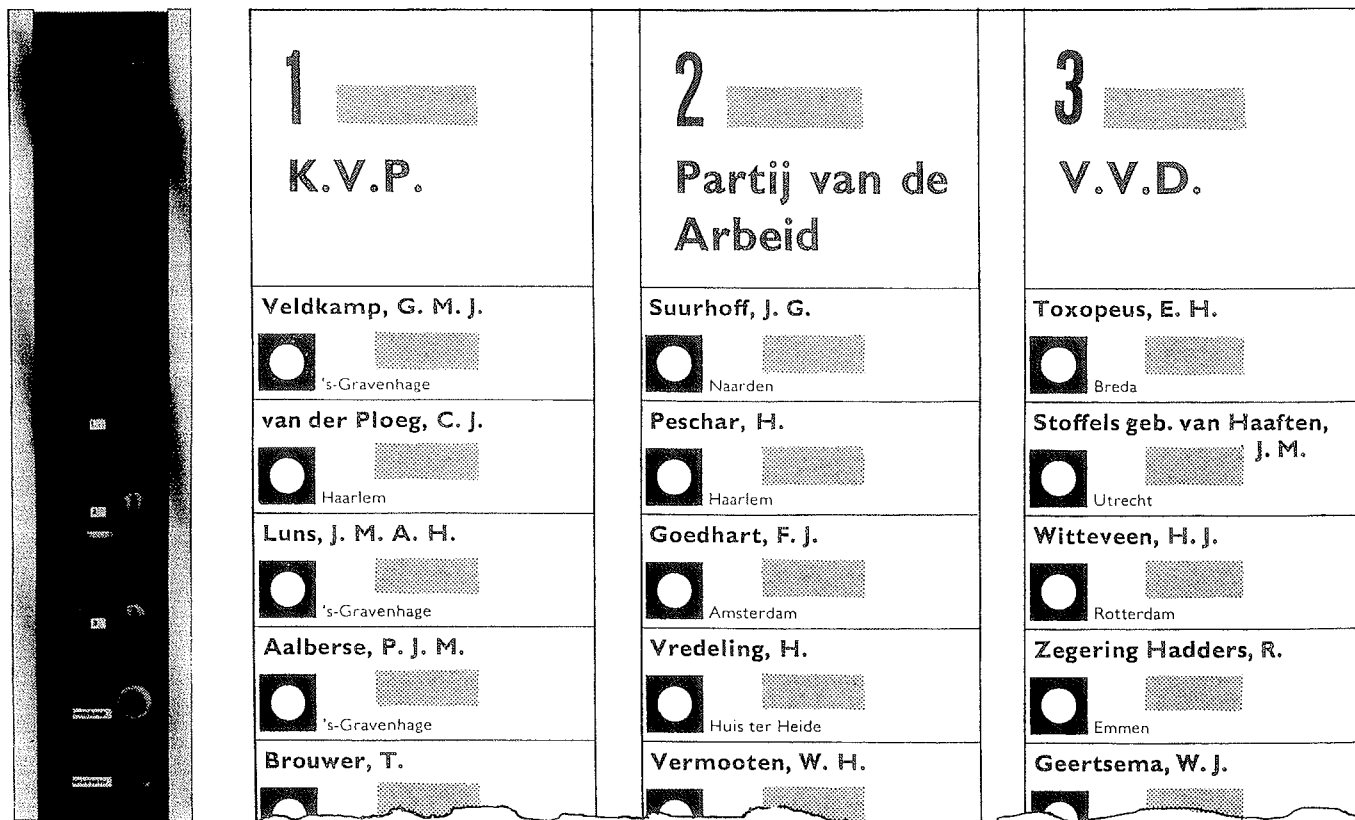 1
K.V.P.
Veldkamp, G. M. J.
's-Gravenhage
van der Ploeg, C. J.
Haarlem
Luns, J. M. A. H.
's-Gravenhage
Aalberse, P. J. M.
's-Gravenhage
Brouwer, T.
2
Partij van de
Arbeid
Suurhoff, J. G.
Naarden
Peschar, H.
Haarlem
Goedhart, F. J.
Amsterdam
Vredeling, H.
Huis ter Heide
Vermooten, W. H.
3
V.V.D.
Toxopeus, E. H.
Breda
Stoffels geb. van Haaften,
J. M.
Utrecht
Witteveen, H. J.
Rotterdam
Zegering Hadders, R.
Emmen
Geertsema, W. J.